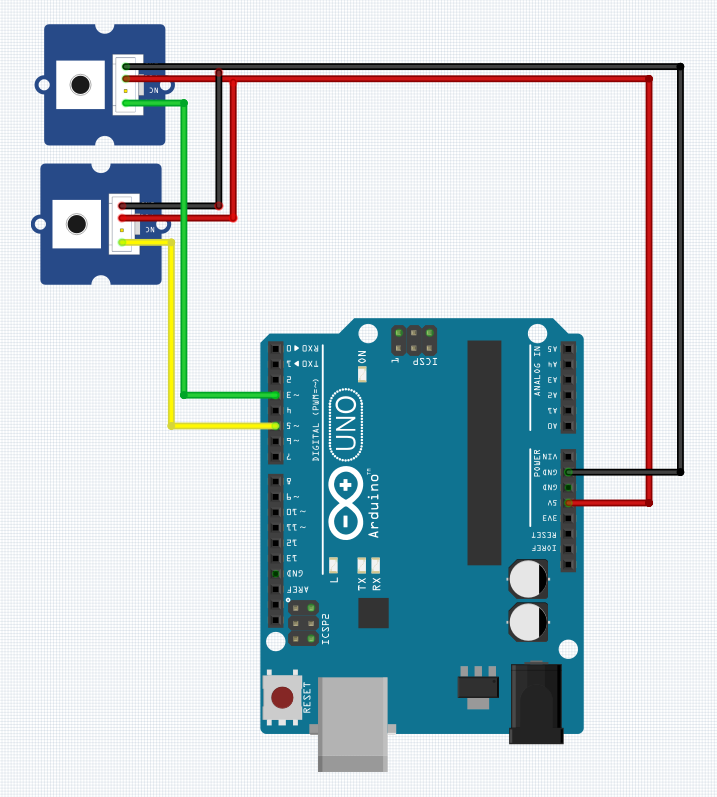 NC
NC
RX0 ◀ 0
TX0 ◀ 1
2
~3
4
~5
~6
7
DIGITAL (PWM=~)
8
~9
~10
~11
12
13
GND
AREF
ON
1
ICSP
UNO
Arduino™
L
TX
RX
ICSP2
RESET
ANALOG IN
A5
A4
A3
A2
A1
A0
POWER
VIN
GND
GND
5V
3V3
RESET
IOREF